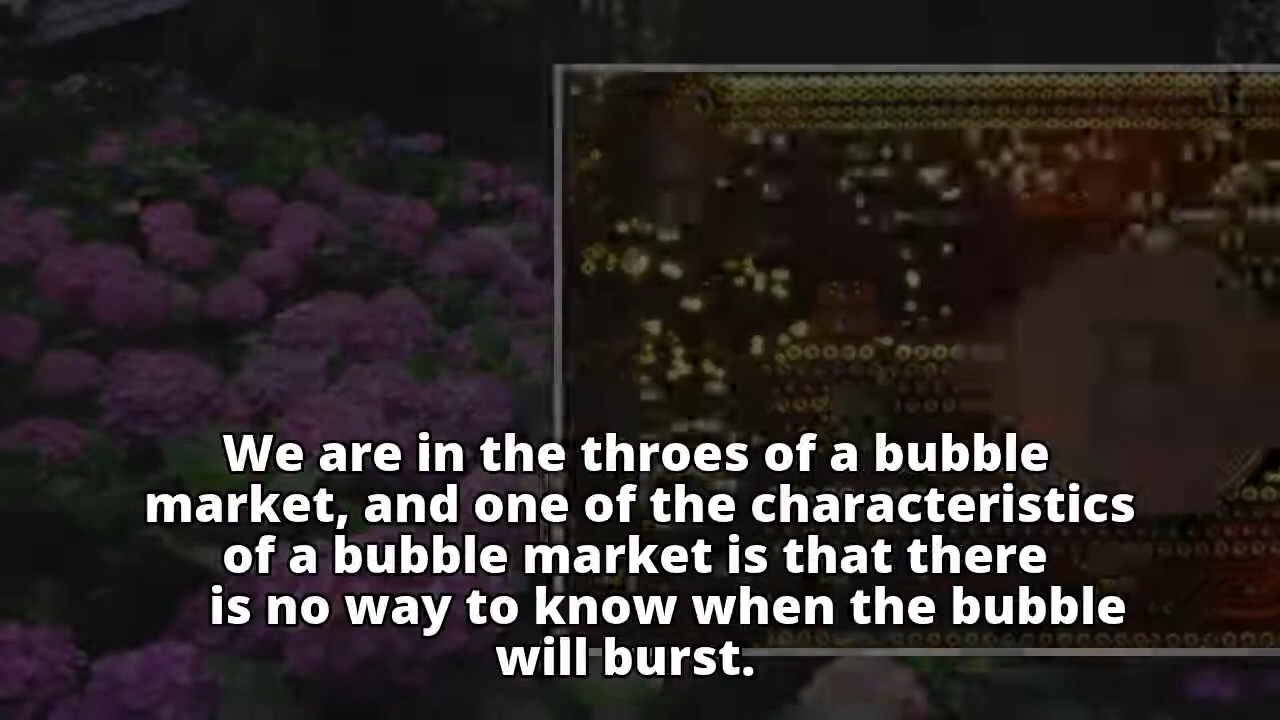 We are in the throes of a bubble
market, and one of the characteristics
of a bubble market is that there
is no way to know when the bubble
will burst.